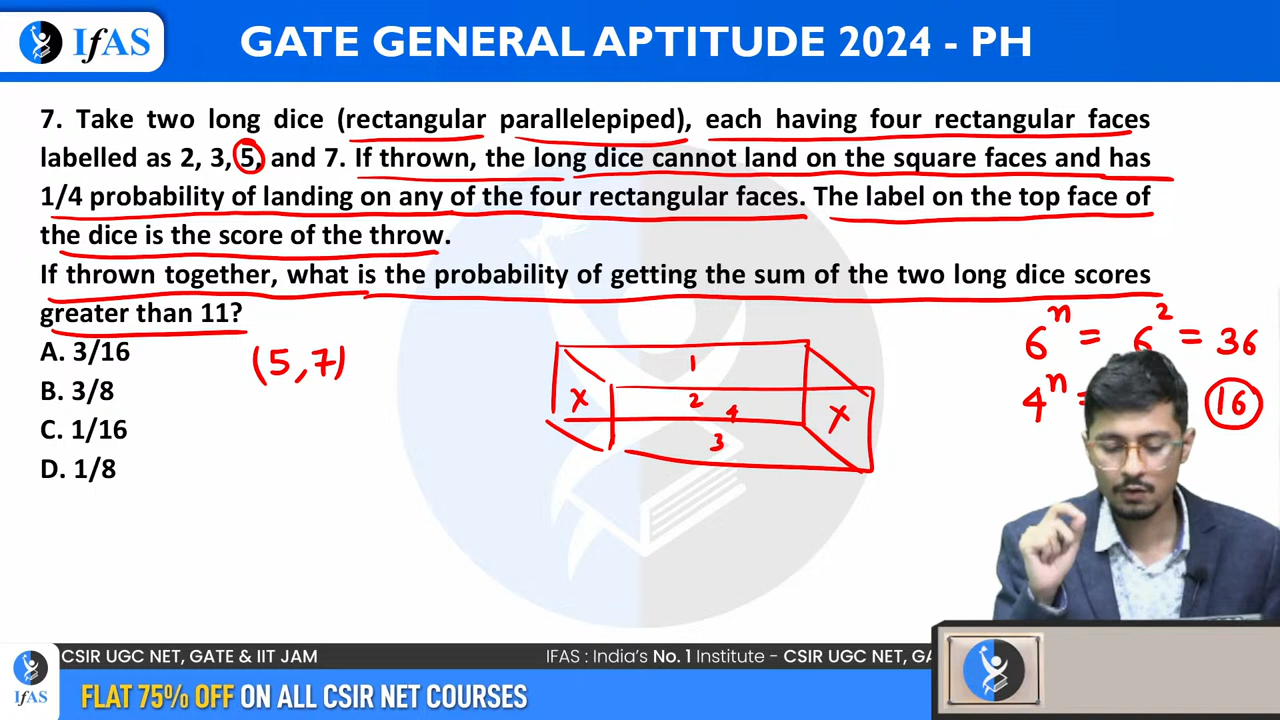 IfAS
GATE GENERAL APTITUDE 2024 - PH
7. Take two long dice (rectangular parallelepiped), each having four rectangular faces
labelled as 2, 3, 5, and 7. If thrown, the long dice cannot land on the square faces and has
1/4 probability of landing on any of the four rectangular faces. The label on the top face of
the dice is the score of the throw.
If thrown together, what is the probability of getting the sum of the two long dice scores
greater than 11?
A. 3/16
B. 3/8
C. 1/16
D. 1/8
(5,7)
1
x
2
4
x
3
6^n = 6^2 = 36
4^n =
16
CSIR UGC NET, GATE & IIT JAM
IFAS : India's No. 1 Institute - CSIR UGC NET, GA
IfAS
FLAT 75% OFF ON ALL CSIR NET COURSES